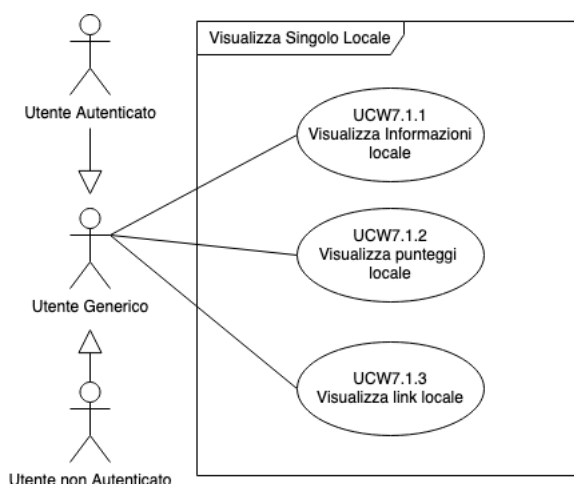 Visualizza Singolo Locale
Utente Autenticato
UCW7.1.1
Visualizza Informazioni
locale
UCW7.1.2
Visualizza punteggi
locale
Utente Generico
UCW7.1.3
Visualizza link locale
Utente non Autenticato